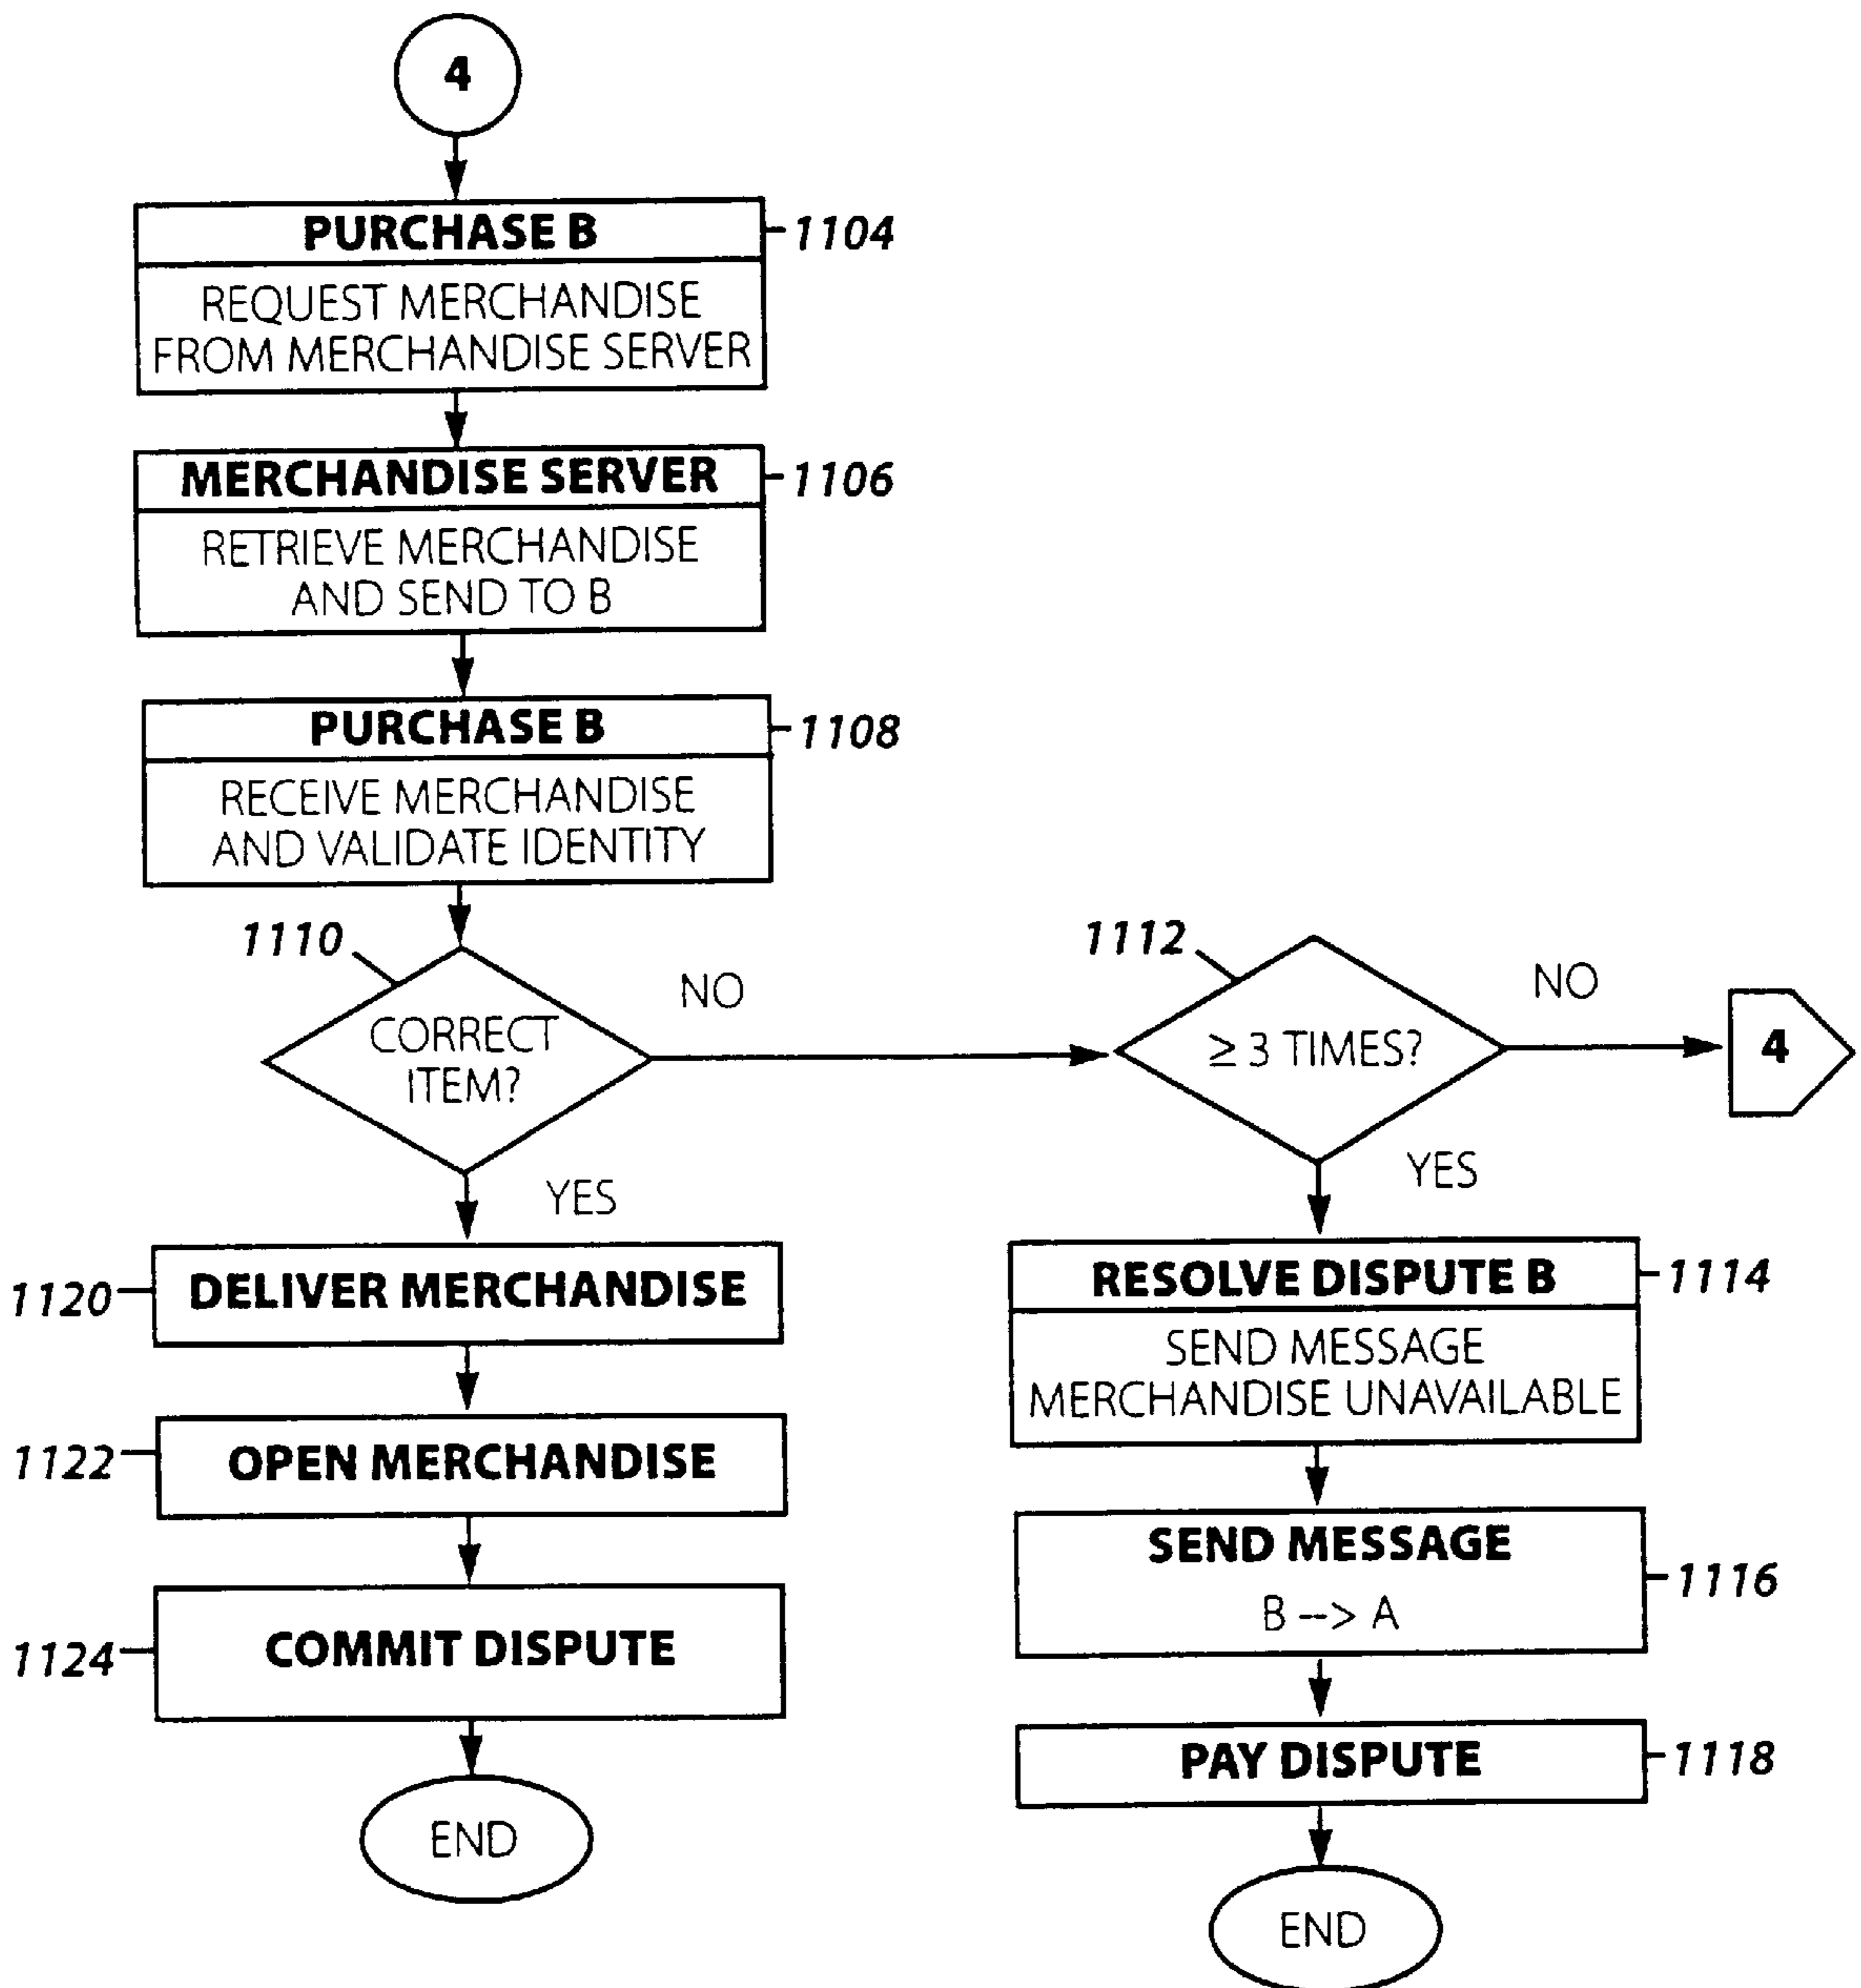 4
PURCHASE B
1104
REQUEST MERCHANDISE
FROM MERCHANDISE SERVER
MERCHANDISE SERVER
1106
RETRIEVE MERCHANDISE
AND SEND TO B
PURCHASE B
1108
RECEIVE MERCHANDISE
AND VALIDATE IDENTITY
1110
CORRECT
ITEM?
NO
1112
≥ 3 TIMES?
NO
4
YES
YES
1120
DELIVER MERCHANDISE
1122
OPEN MERCHANDISE
1124
COMMIT DISPUTE
END
RESOLVE DISPUTE B
1114
SEND MESSAGE
MERCHANDISE UNAVAILABLE
SEND MESSAGE
B --> A
1116
PAY DISPUTE
1118
END